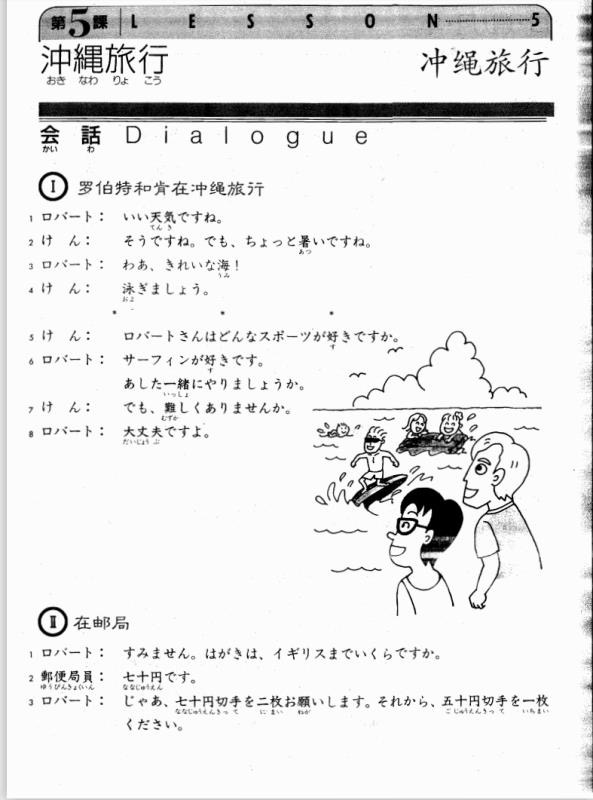 第5課 LESSON 5
沖縄旅行 冲绳旅行
おき なわ りょ こう
会話 Dialogue
かい わ
Ⅰ 罗伯特和肯在冲绳旅行
1 ロバート： いい天気ですね。
てんき
2 けん： そうですね。でも、ちょっと暑いですね。
あつ
3 ロバート： わあ、きれいな海！
うみ
4 けん： 泳ぎましょう。
およ
* * *
5 けん： ロバートさんはどんなスポーツが好きですか。
す
6 ロバート： サーフィンが好きです。
す
あした一緒にやりましょうか。
いっしょ
7 けん： でも、難しくありませんか。
むずか
8 ロバート： 大丈夫ですよ。
だいじょうぶ
Ⅱ 在邮局
1 ロバート： すみません。はがきは、イギリスまでいくらですか。
2 郵便局員： 七十円です。
ゆうびんきょくいん ななじゅうえん
3 ロバート： じゃあ、七十円切手を二枚お願いします。それから、五十円切手を一枚
ななじゅうえんきって にまい ねが ごじゅうえんきって いちまい
ください。